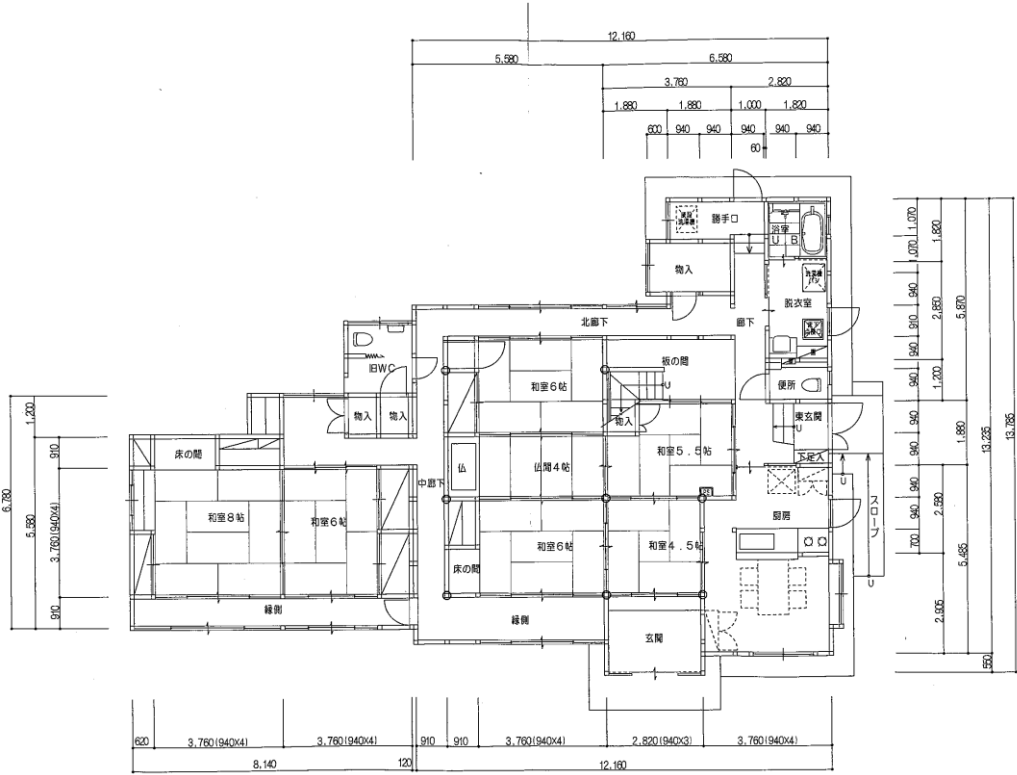 12.160
5.580
6.580
3.760
2.820
1.880
1.880
1.000
1.820
600
940
940
940
940
940
60
勝手口
浴室
U B
物入
脱衣室
北廊下
廊下
板の間
旧WC
和室6帖
便所
U
物入
物入
物入
東玄関
U
床の間
仏
仏間4帖
和室5.5帖
下足入
中廊下
U
スロープ
和室8帖
和室6帖
厨房
和室6帖
和室4.5帖
床の間
U
縁側
縁側
玄関
1.070
1.820
1.070
940
2.850
5.870
910
940
1.200
940
940
1.880
13.235
13.785
940
940
2.580
940
700
5.485
2.905
550
1.200
910
6.780
5.580
3.760(940X4)
910
620
3.760(940X4)
3.760(940X4)
910
910
3.760(940X4)
2.820(940X3)
3.760(940X4)
8.140
120
12.160